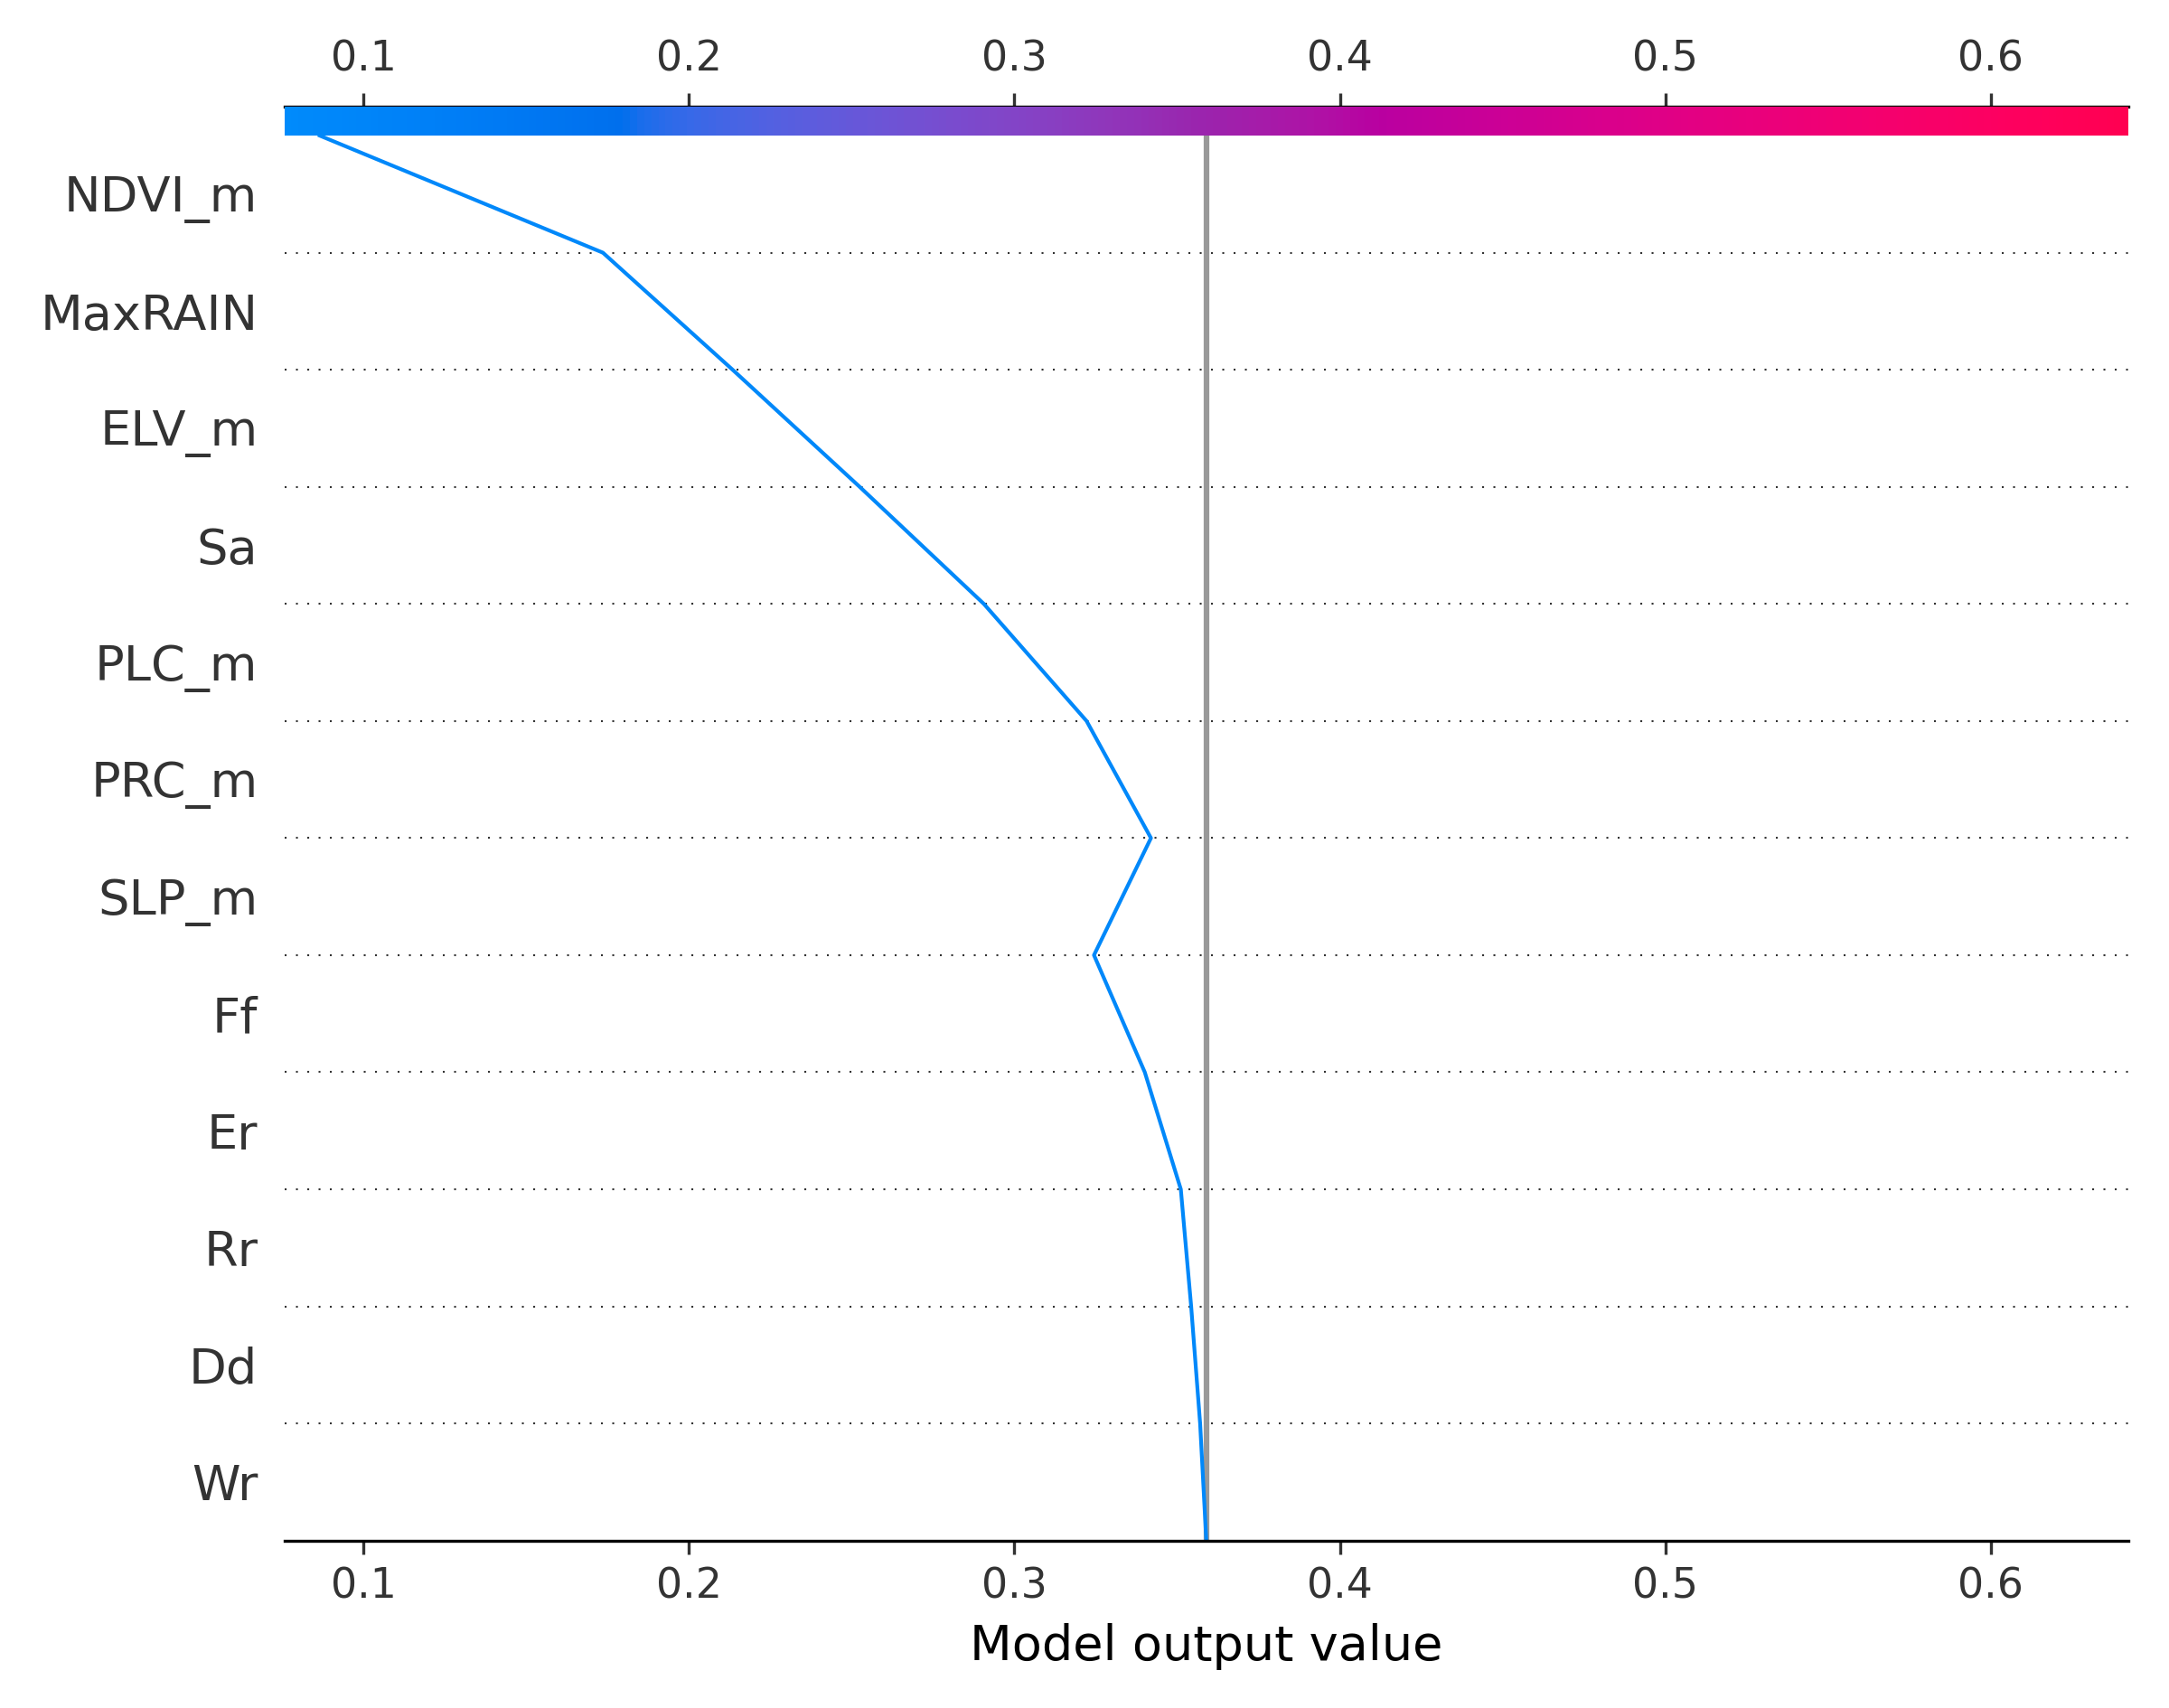 0.1 0.2 0.3 0.4 0.5 0.6
NDVI_m
MaxRAIN
ELV_m
Sa
PLC_m
PRC_m
SLP_m
Ff
Er
Rr
Dd
Wr
0.1 0.2 0.3 0.4 0.5 0.6
Model output value